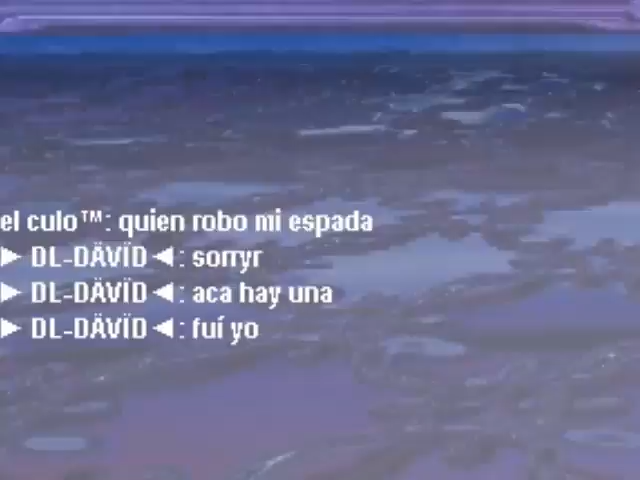 el culo™: quien robo mi espada
► DL-DÄVÏD◄: sorryr
► DL-DÄVÏD◄: aca hay una
► DL-DÄVÏD◄: fuí yo